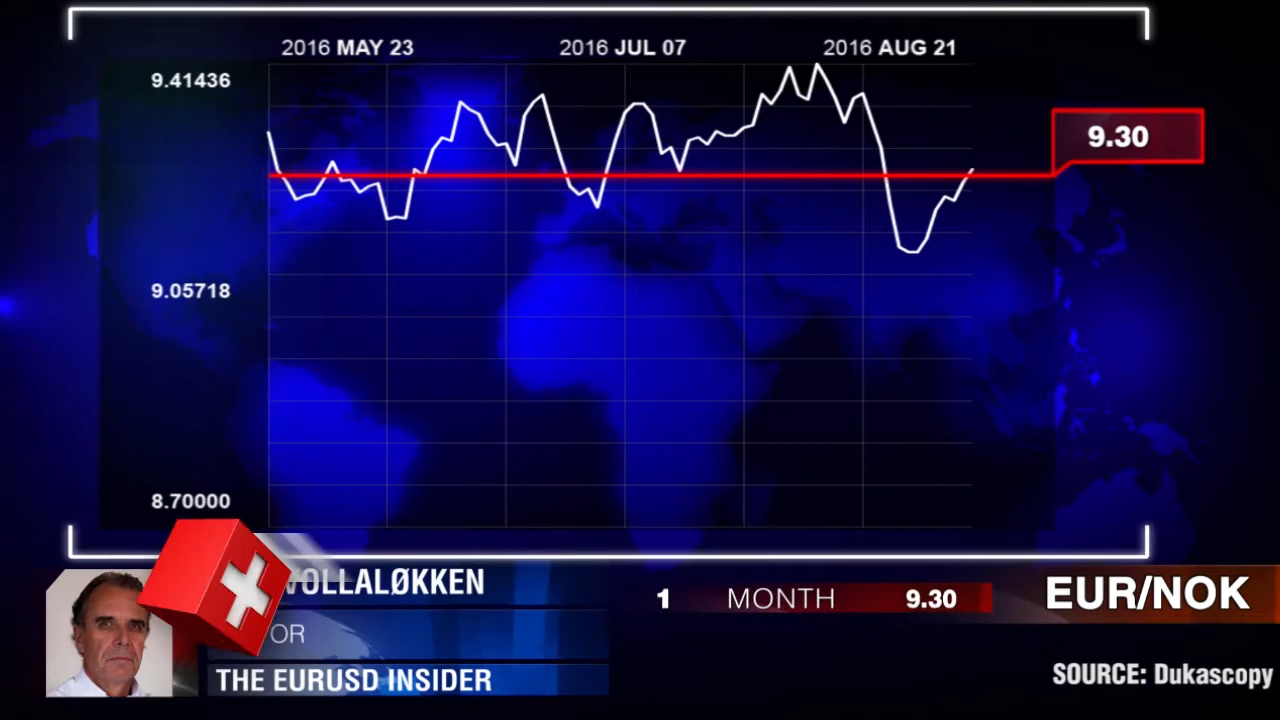 2016 MAY 23 2016 JUL 07 2016 AUG 21
9.41436
9.30
9.05718
8.70000
VOLLALØKKEN
OR
THE EURUSD INSIDER
1 MONTH 9.30
EUR/NOK
SOURCE: Dukascopy